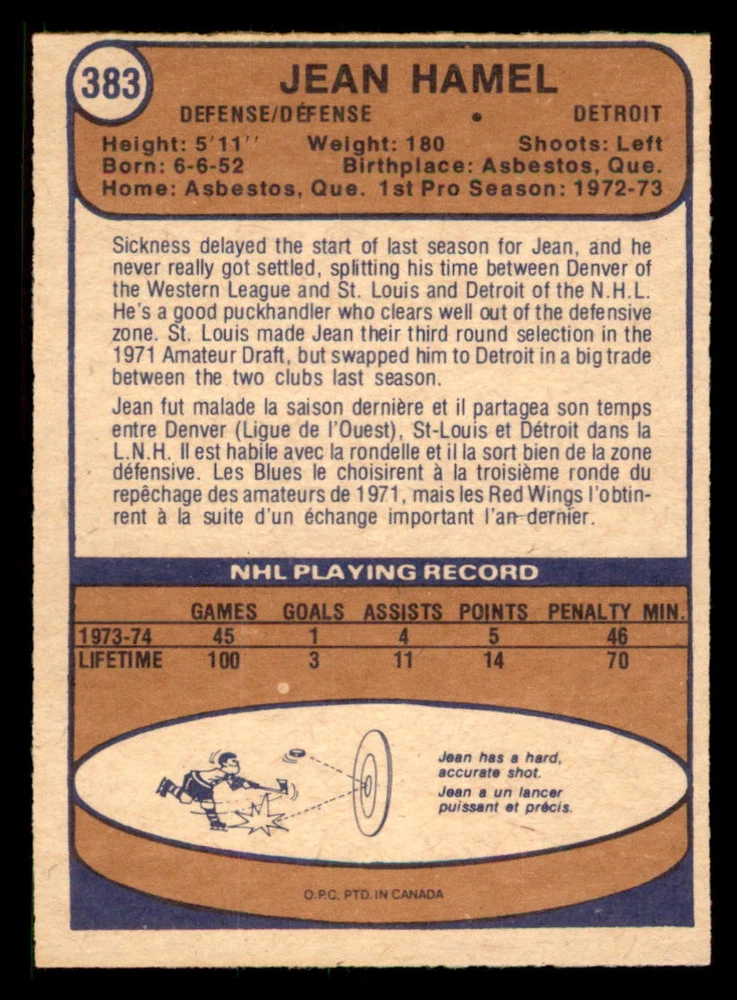 383
JEAN HAMEL
DEFENSE/DÉFENSE • DETROIT
Height: 5'11'' Weight: 180 Shoots: Left
Born: 6-6-52 Birthplace: Asbestos, Que.
Home: Asbestos, Que. 1st Pro Season: 1972-73
Sickness delayed the start of last season for Jean, and he
never really got settled, splitting his time between Denver of
the Western League and St. Louis and Detroit of the N.H.L.
He's a good puckhandler who clears well out of the defensive
zone. St. Louis made Jean their third round selection in the
1971 Amateur Draft, but swapped him to Detroit in a big trade
between the two clubs last season.
Jean fut malade la saison dernière et il partagea son temps
entre Denver (Ligue de l'Ouest), St-Louis et Détroit dans la
L.N.H. Il est habile avec la rondelle et il la sort bien de la zone
défensive. Les Blues le choisirent à la troisième ronde du
repêchage des amateurs de 1971, mais les Red Wings l'obtin-
rent à la suite d'un échange important l'an dernier.
NHL PLAYING RECORD
GAMES GOALS ASSISTS POINTS PENALTY MIN.
1973-74 45 1 4 5 46
LIFETIME 100 3 11 14 70
Jean has a hard,
accurate shot.
Jean a un lancer
puissant et précis.
O.P.C. PTD. IN CANADA